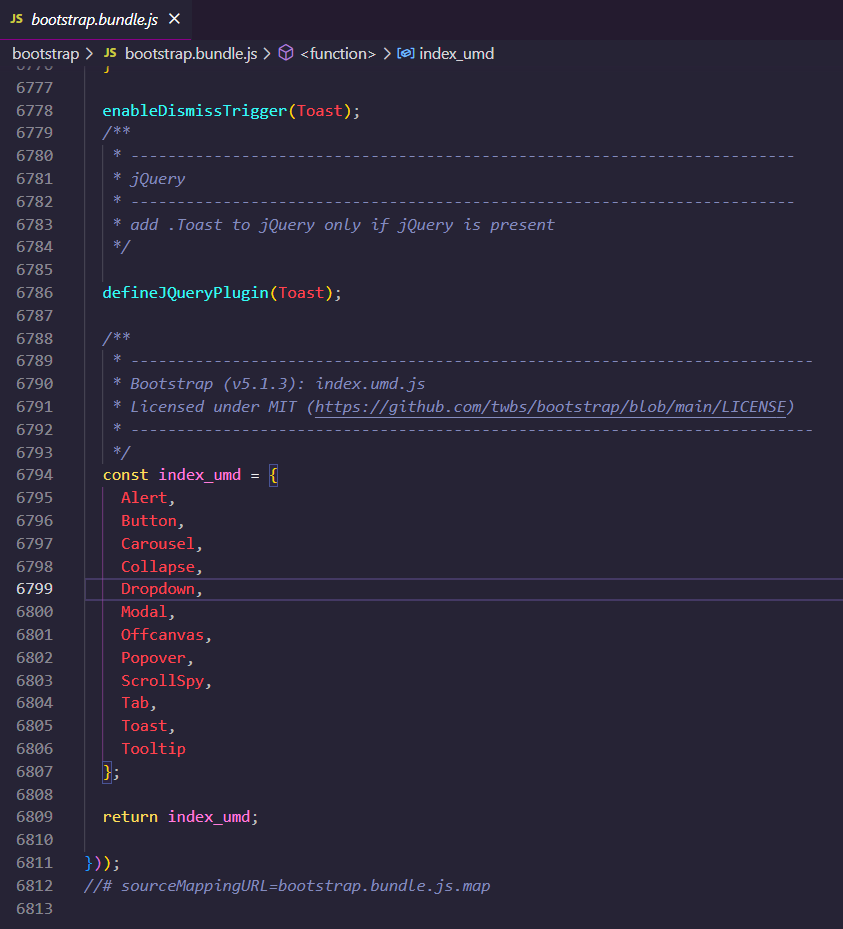 JS bootstrap.bundle.js ✕
bootstrap > JS bootstrap.bundle.js > <function> > index_umd
6776 }
6777
6778 enableDismissTrigger(Toast);
6779 /**
6780 * ------------------------------------------------------------------------
6781 * jQuery
6782 * ------------------------------------------------------------------------
6783 * add .Toast to jQuery only if jQuery is present
6784 */
6785
6786 defineJQueryPlugin(Toast);
6787
6788 /**
6789 * --------------------------------------------------------------------------
6790 * Bootstrap (v5.1.3): index.umd.js
6791 * Licensed under MIT (https://github.com/twbs/bootstrap/blob/main/LICENSE)
6792 * --------------------------------------------------------------------------
6793 */
6794 const index_umd = {
6795 Alert,
6796 Button,
6797 Carousel,
6798 Collapse,
6799 Dropdown,
6800 Modal,
6801 Offcanvas,
6802 Popover,
6803 ScrollSpy,
6804 Tab,
6805 Toast,
6806 Tooltip
6807 };
6808
6809 return index_umd;
6810
6811 }));
6812 //# sourceMappingURL=bootstrap.bundle.js.map
6813